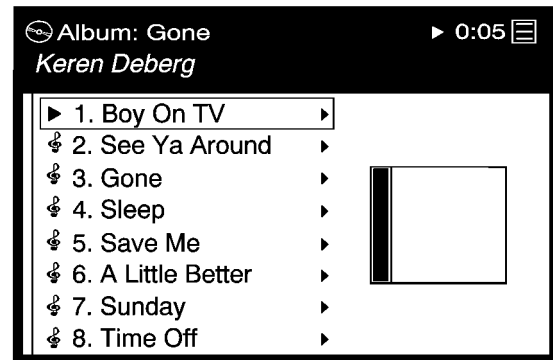 Album: Gone
0:05
Keren Deberg
1. Boy On TV
2. See Ya Around
3. Gone
4. Sleep
5. Save Me
6. A Little Better
7. Sunday
8. Time Off